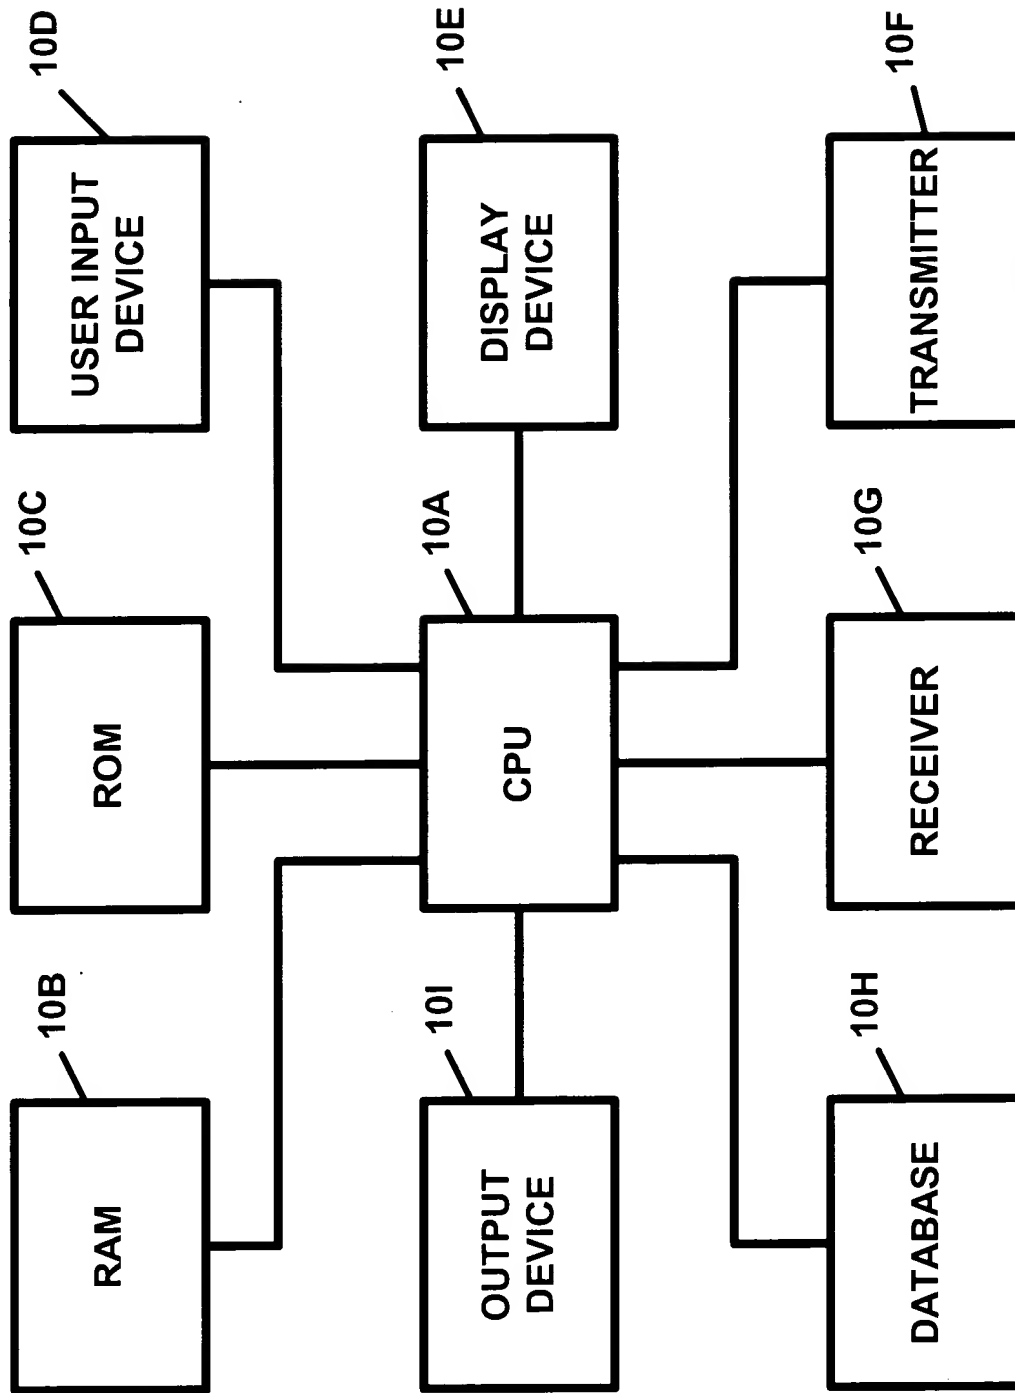 10B
RAM
10C
ROM
10D
USER INPUT
DEVICE
10I
OUTPUT
DEVICE
10A
CPU
10E
DISPLAY
DEVICE
10H
DATABASE
10G
RECEIVER
10F
TRANSMITTER